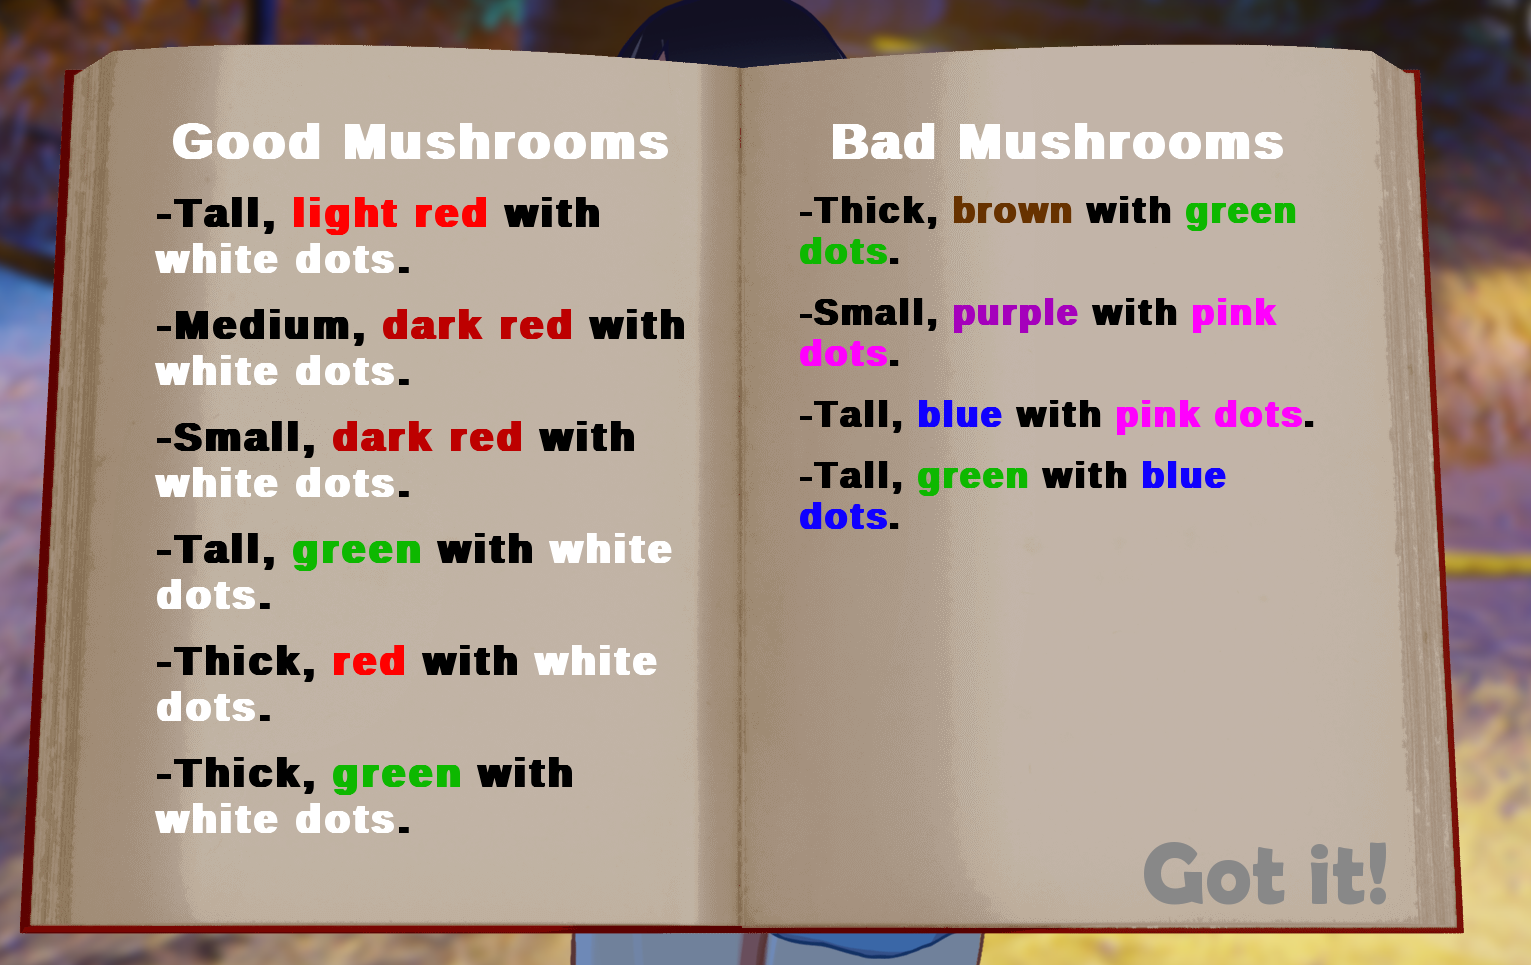 Good Mushrooms
-Tall, light red with
white dots.
-Medium, dark red with
white dots.
-Small, dark red with
white dots.
-Tall, green with white
dots.
-Thick, red with white
dots.
-Thick, green with
white dots.
Bad Mushrooms
-Thick, brown with green
dots.
-Small, purple with pink
dots.
-Tall, blue with pink dots.
-Tall, green with blue
dots.
Got it!